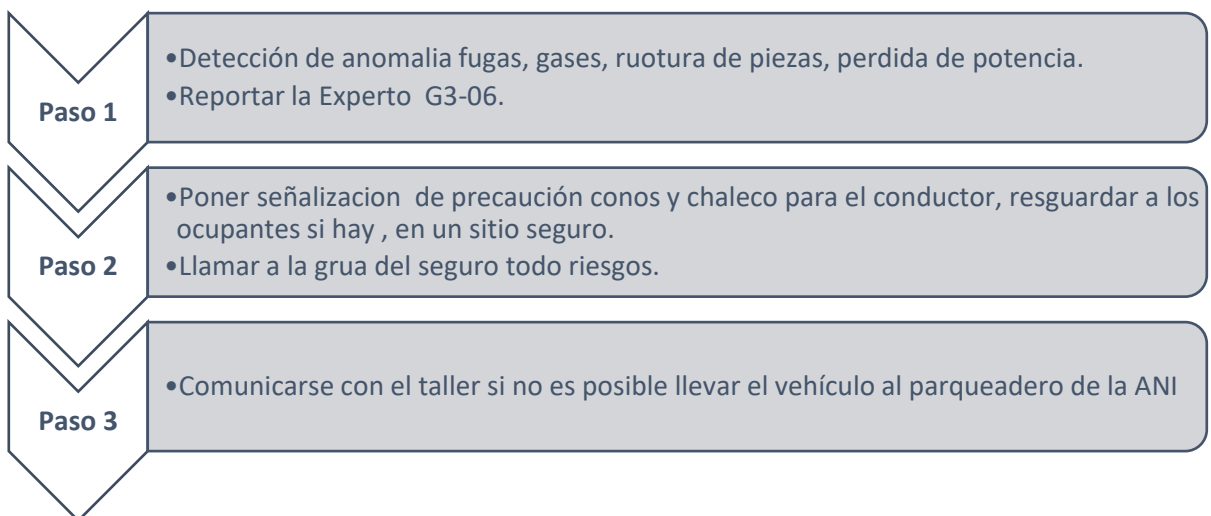 Paso 1
•Detección de anomalia fugas, gases, ruotura de piezas, perdida de potencia.
•Reportar la Experto  G3-06.
Paso 2
•Poner señalizacion  de precaución conos y chaleco para el conductor, resguardar a los
ocupantes si hay , en un sitio seguro.
•Llamar a la grua del seguro todo riesgos.
Paso 3
•Comunicarse con el taller si no es posible llevar el vehículo al parqueadero de la ANI